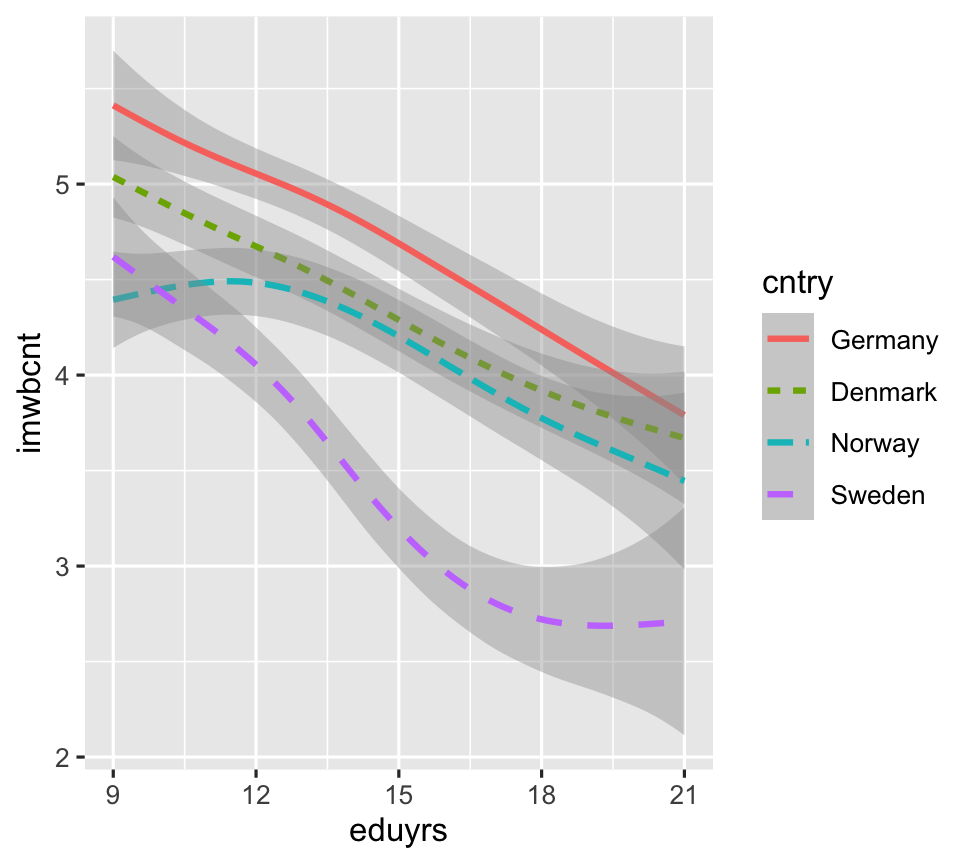 5
4
3
2
imwbcnt
9 12 15 18 21
eduyrs
cntry
Germany
Denmark
Norway
Sweden